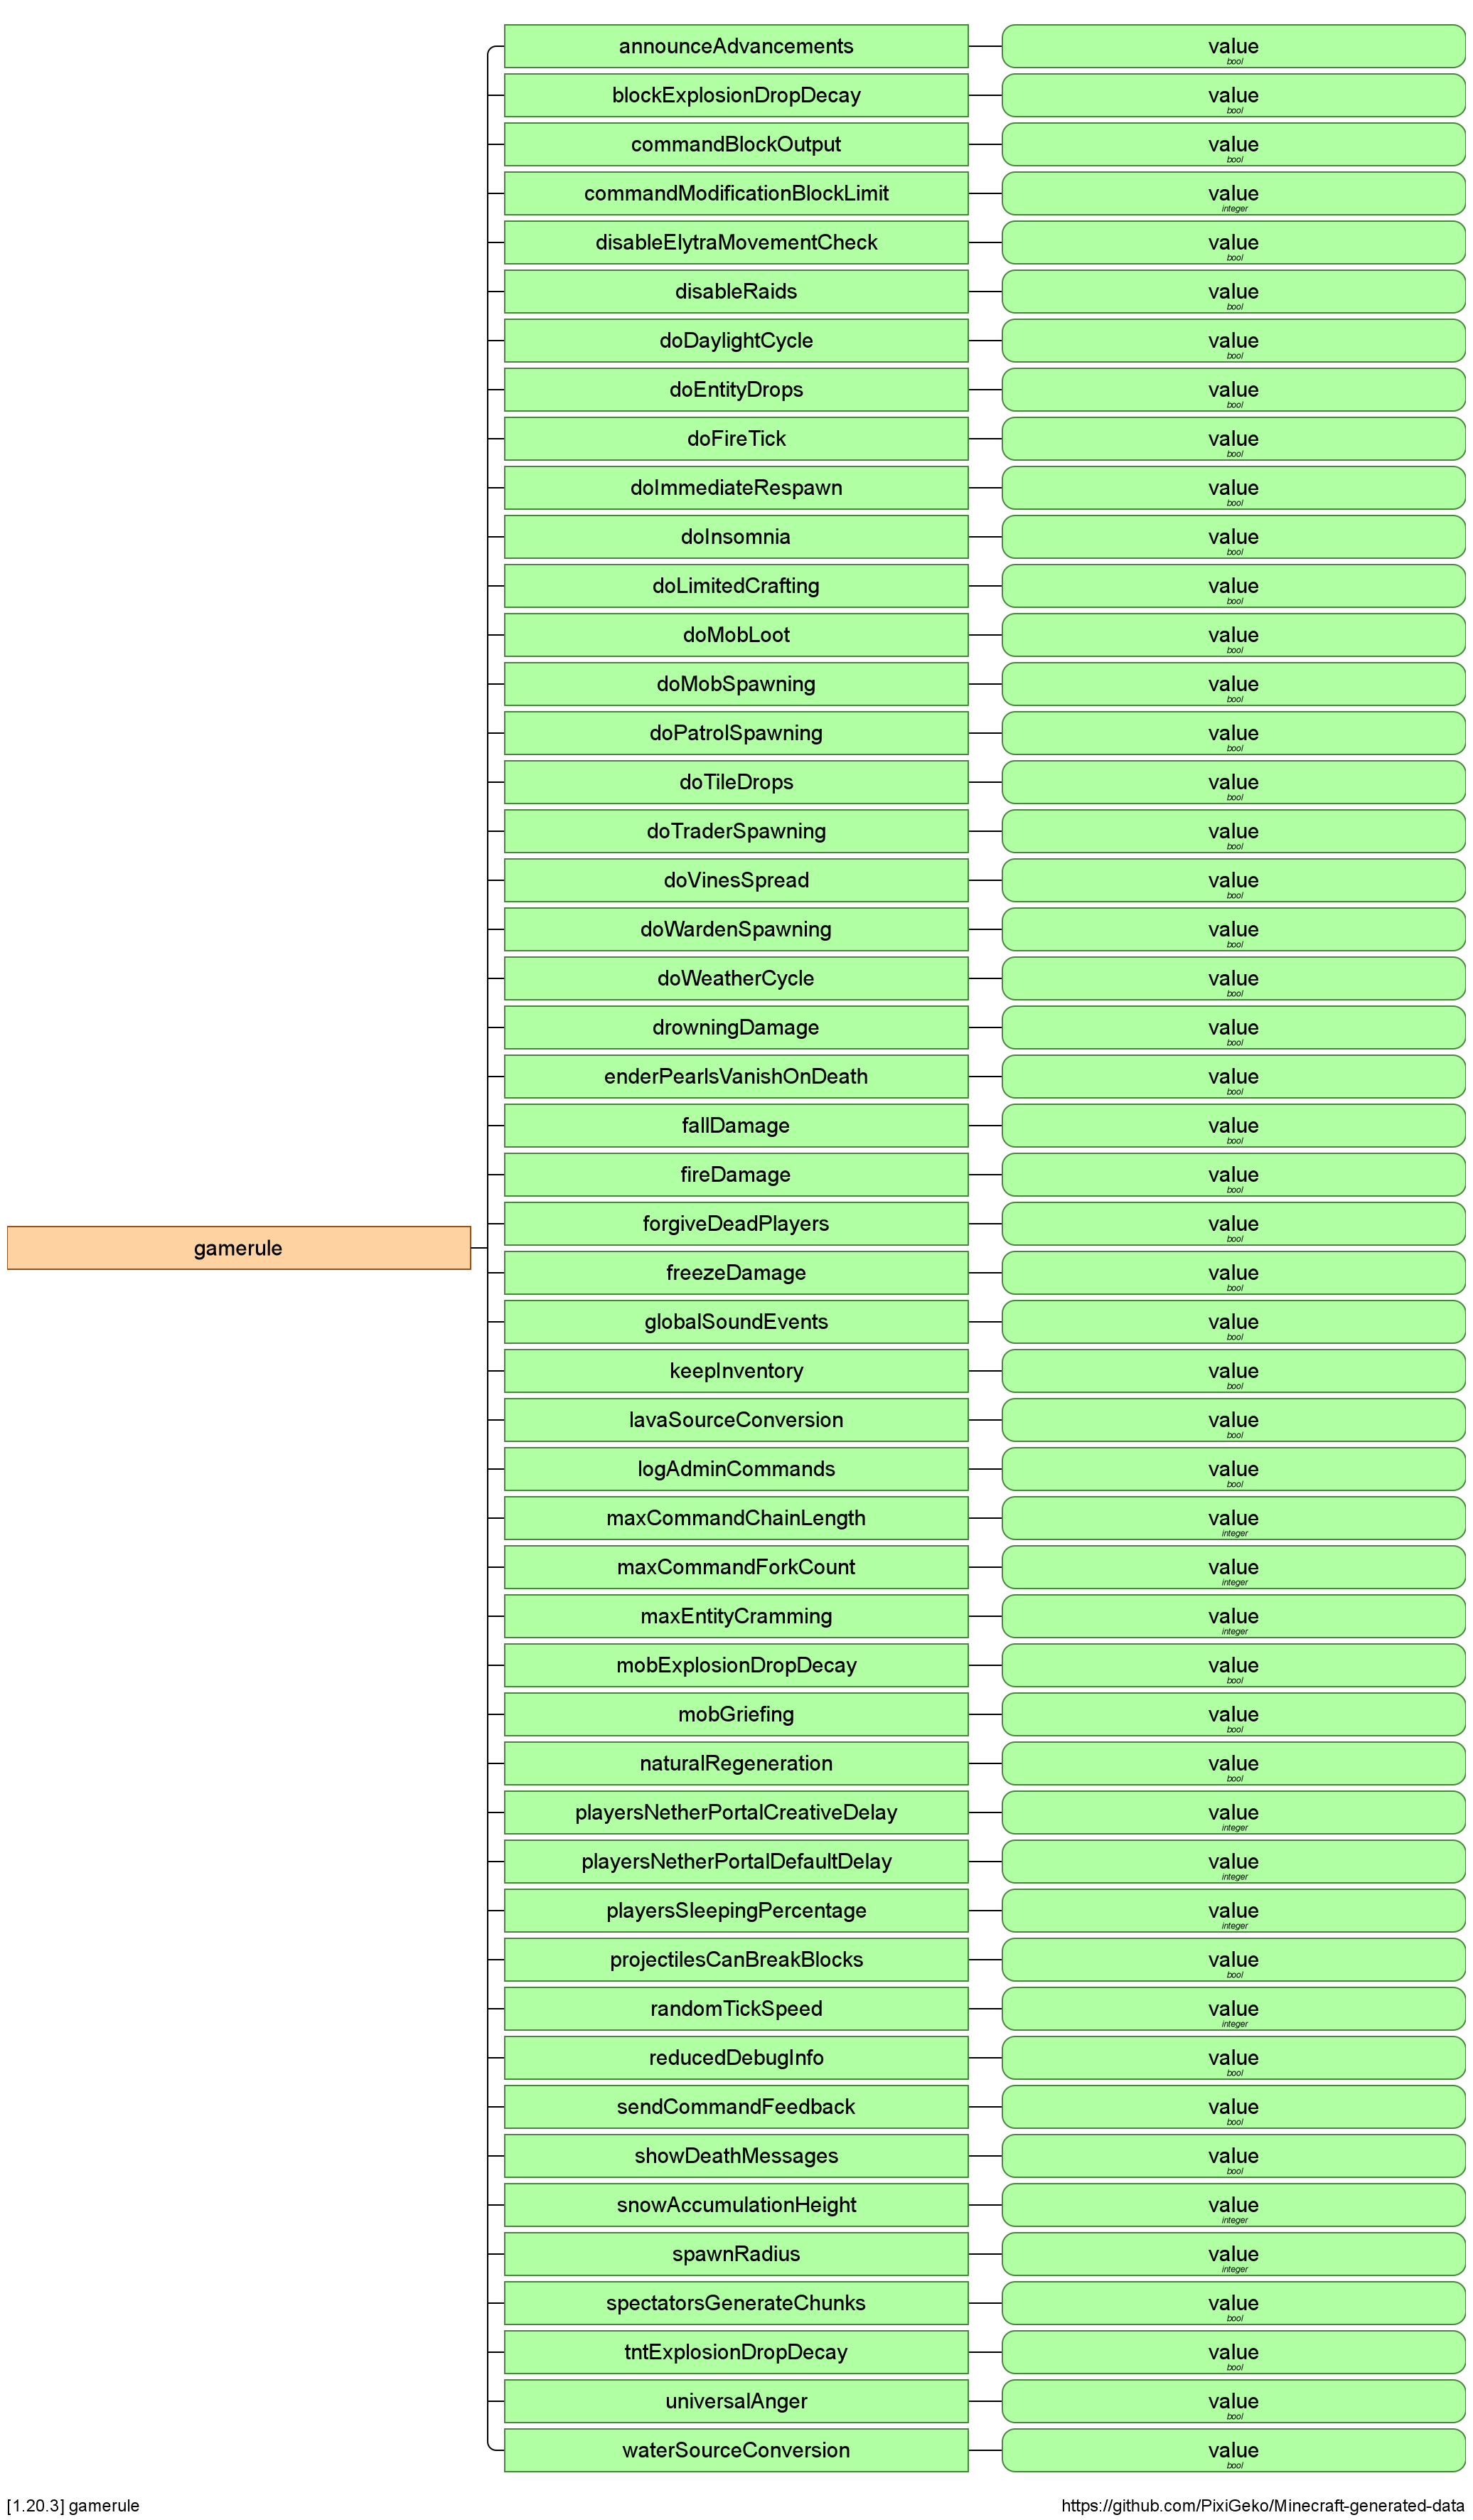 announceAdvancements value
bool
blockExplosionDropDecay value
bool
commandBlockOutput value
bool
commandModificationBlockLimit value
integer
disableElytraMovementCheck value
bool
disableRaids value
bool
doDaylightCycle value
bool
doEntityDrops value
bool
doFireTick value
bool
doImmediateRespawn value
bool
doInsomnia value
bool
doLimitedCrafting value
bool
doMobLoot value
bool
doMobSpawning value
bool
doPatrolSpawning value
bool
doTileDrops value
bool
doTraderSpawning value
bool
doVinesSpread value
bool
doWardenSpawning value
bool
doWeatherCycle value
bool
drowningDamage value
bool
enderPearlsVanishOnDeath value
bool
fallDamage value
bool
fireDamage value
bool
forgiveDeadPlayers value
bool
gamerule
freezeDamage value
bool
globalSoundEvents value
bool
keepInventory value
bool
lavaSourceConversion value
bool
logAdminCommands value
bool
maxCommandChainLength value
integer
maxCommandForkCount value
integer
maxEntityCramming value
integer
mobExplosionDropDecay value
bool
mobGriefing value
bool
naturalRegeneration value
bool
playersNetherPortalCreativeDelay value
integer
playersNetherPortalDefaultDelay value
integer
playersSleepingPercentage value
integer
projectilesCanBreakBlocks value
bool
randomTickSpeed value
integer
reducedDebugInfo value
bool
sendCommandFeedback value
bool
showDeathMessages value
bool
snowAccumulationHeight value
integer
spawnRadius value
integer
spectatorsGenerateChunks value
bool
tntExplosionDropDecay value
bool
universalAnger value
bool
waterSourceConversion value
bool
[1.20.3] gamerule https://github.com/PixiGeko/Minecraft-generated-data